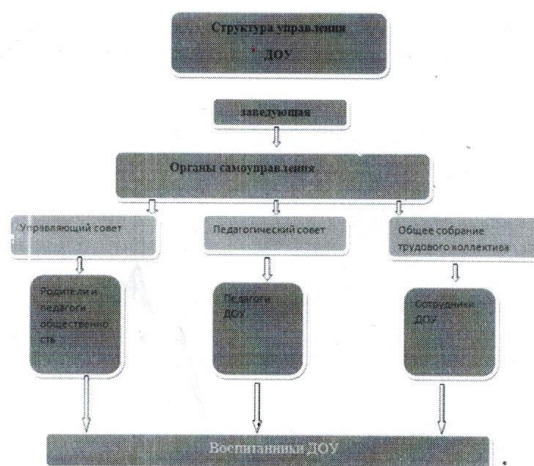 Структура управления
ДОУ
заведующая
Органы самоуправления
Управляющий совет
Педагогический совет
Общее собрание
трудового коллектива
Родители и
педагоги
общественно
сть
Педагоги
ДОУ
Сотрудники
ДОУ
Воспитанники ДОУ